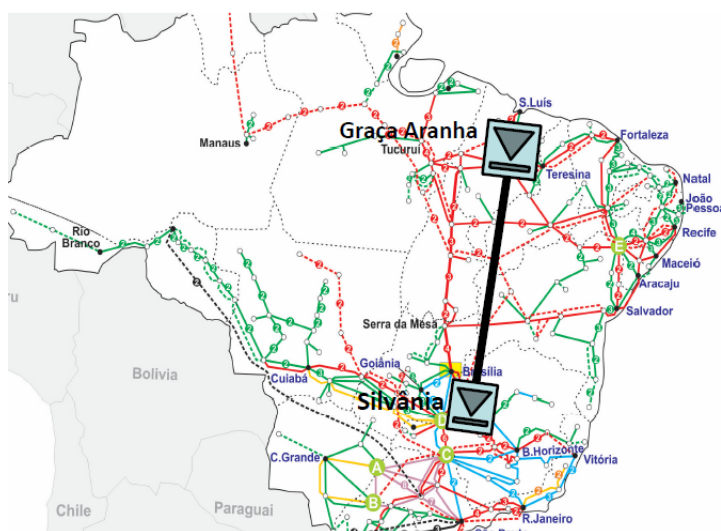 S.Luís
Graça Aranha
Fortaleza
Manaus
Tucuruí
Teresina
Natal
João
Pessoa
Rio
Branco
Recife
E
Maceió
Aracaju
Salvador
Serra da Mesa
Goiânia
Brasília
Bolivia
Cuiabá
Silvânia
D
C
B.Horizonte
Vitória
C.Grande
A
B
R.Janeiro
Chile
Paraguai